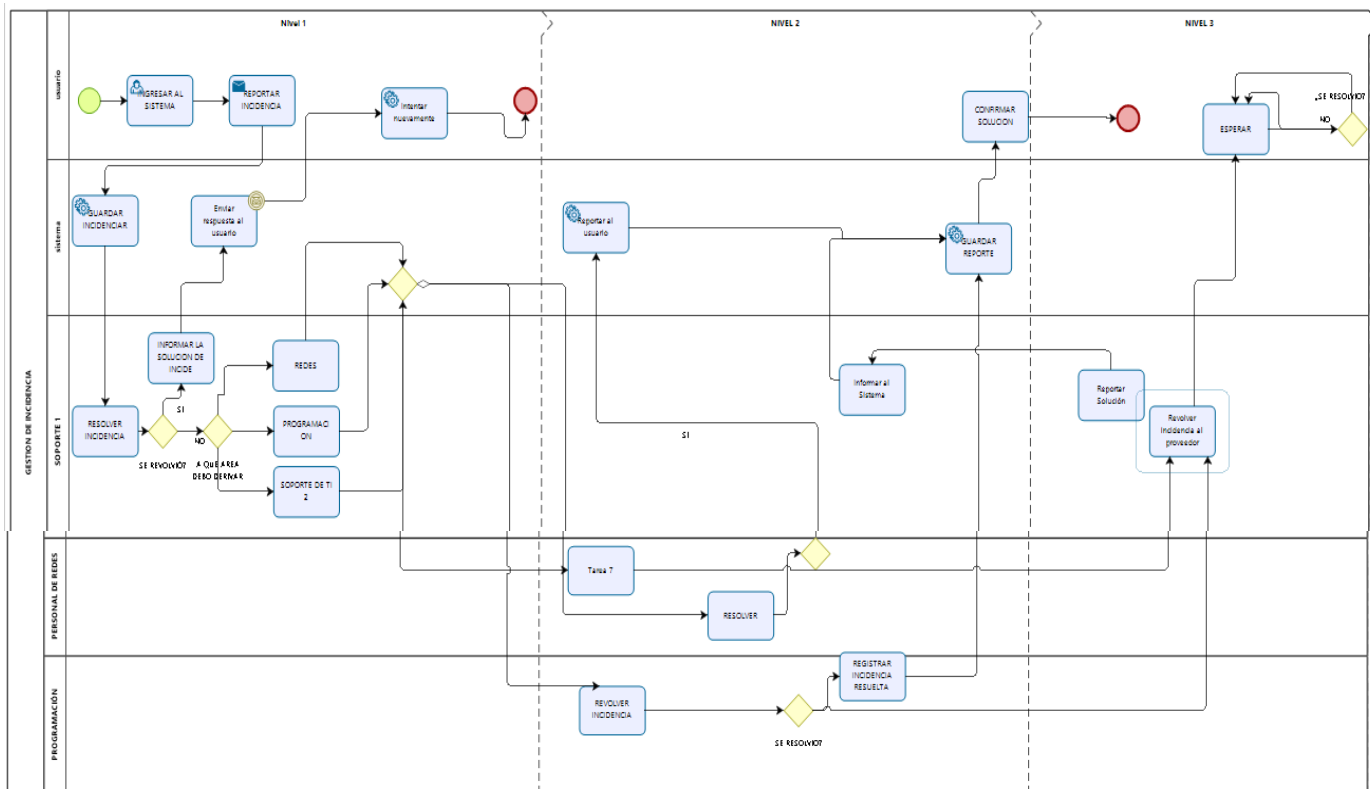 NIvel 1
NIVEL 2
NIVEL 3
GESTION DE INCIDENCIA
usuario
INGRESAR AL
SISTEMA
REPORTAR
INCIDENCIA
Intentar
nuevamente
CONFIRMAR
SOLUCION
ESPERAR
¿SE RESOLVIO?
NO
sistema
GUARDAR
INCIDENCIAR
Enviar
respuesta al
usuario
Reportar al
usuario
GUARDAR
REPORTE
SOPORTE 1
INFORMAR LA
SOLUCION DE
INCIDE
REDES
RESOLVER
INCIDENCIA
SI
NO
SE REVOLVIO?
A QUE AREA
DEBO DERIVAR
PROGRAMACI
ON
SOPORTE DE TI
2
Informar al
Sistema
Reportar
Solución
Revolver
Incidencia al
proveedor
SI
PERSONAL DE REDES
Tarea 7
RESOLVER
PROGRAMACIÓN
REVOLVER
INCIDENCIA
SE RESOLVIO?
REGISTRAR
INCIDENCIA
RESUELTA